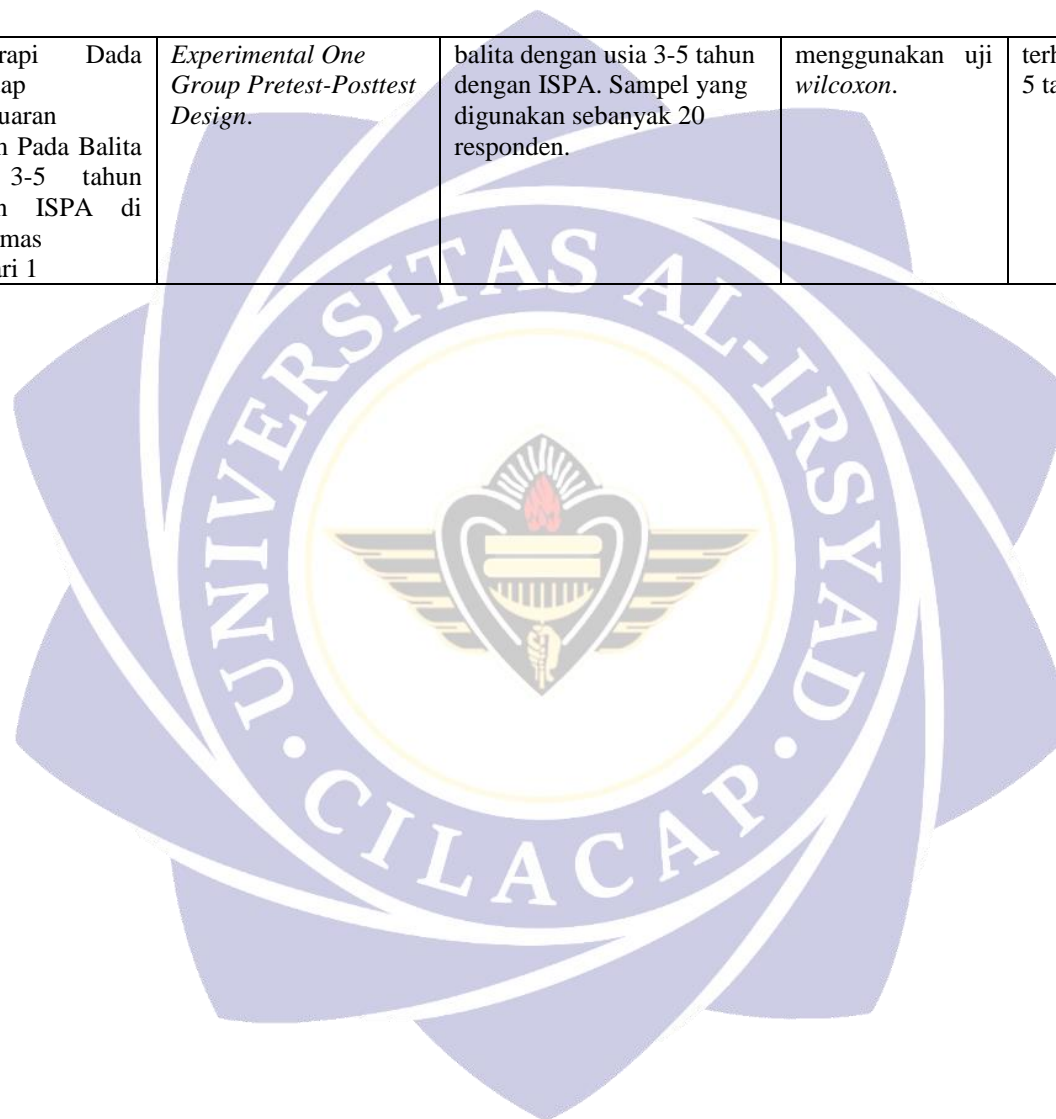 rapi Dada
ap
uaran
n Pada Balita
3-5 tahun
n ISPA di
mas
ri 1
Experimental One
Group Pretest-Posttest
Design.
balita dengan usia 3-5 tahun
dengan ISPA. Sampel yang
digunakan sebanyak 20
responden.
menggunakan uji
wilcoxon.
ter
5 ta
UNIVERSITAS AL-IRSYAD
CILACAP